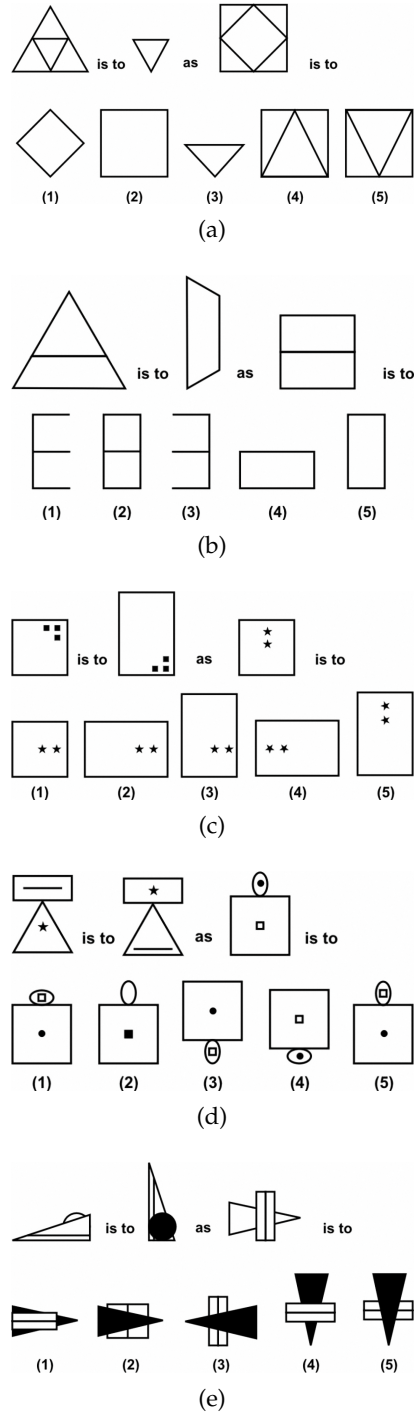 is to as is to
(1) (2) (3) (4) (5)
(a)
is to as is to
(1) (2) (3) (4) (5)
(b)
is to as is to
(1) (2) (3) (4) (5)
(c)
is to as is to
(1) (2) (3) (4) (5)
(d)
is to as is to
(1) (2) (3) (4) (5)
(e)